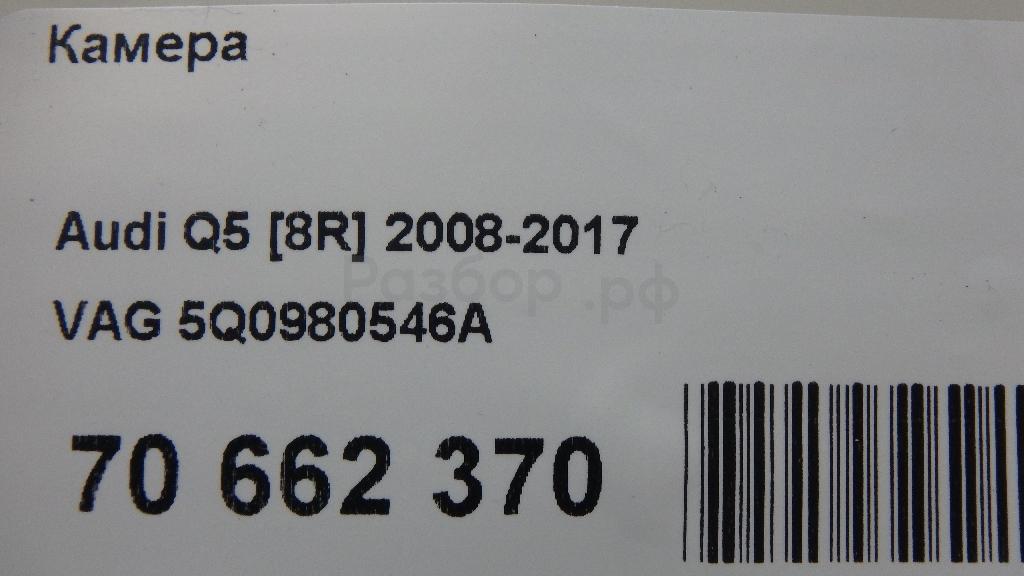 Камера
Audi Q5 [8R] 2008-2017
Разбор.рф
VAG 5Q0980546A
70 662 370